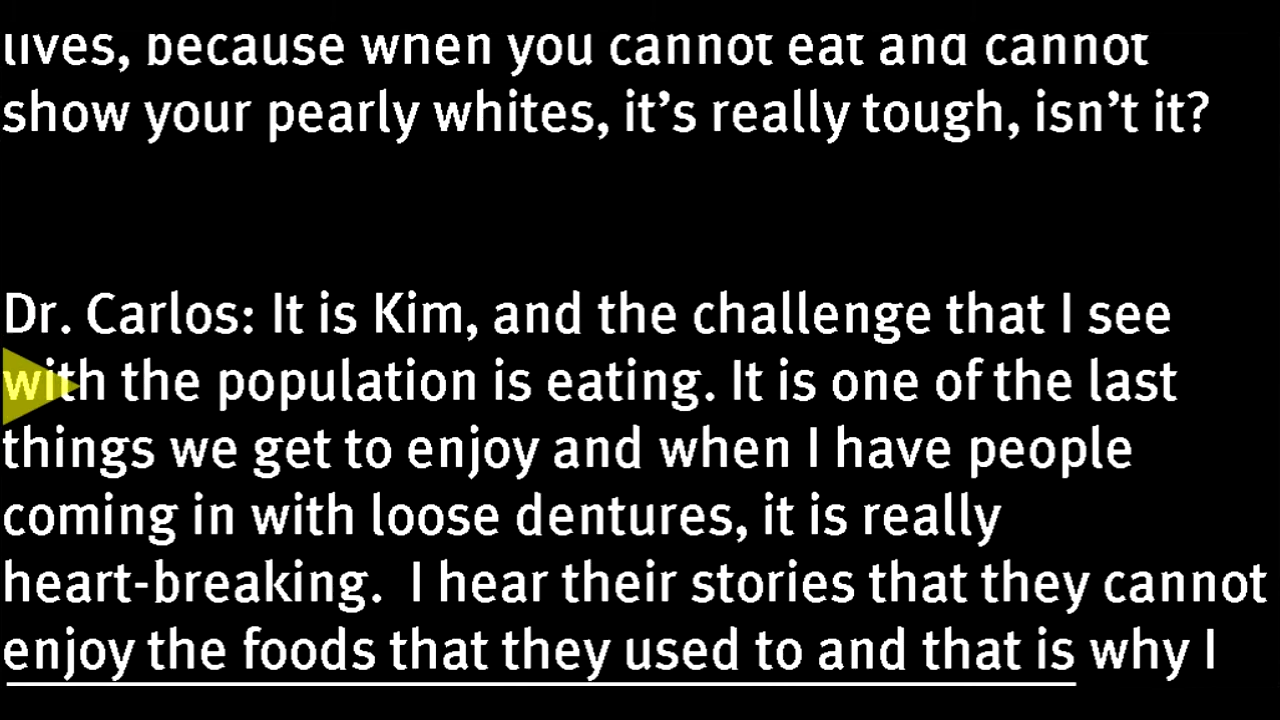 lives, because when you cannot eat and cannot
show your pearly whites, it’s really tough, isn’t it?
Dr. Carlos: It is Kim, and the challenge that I see
with the population is eating. It is one of the last
things we get to enjoy and when I have people
coming in with loose dentures, it is really
heart-breaking.  I hear their stories that they cannot
enjoy the foods that they used to and that is why I